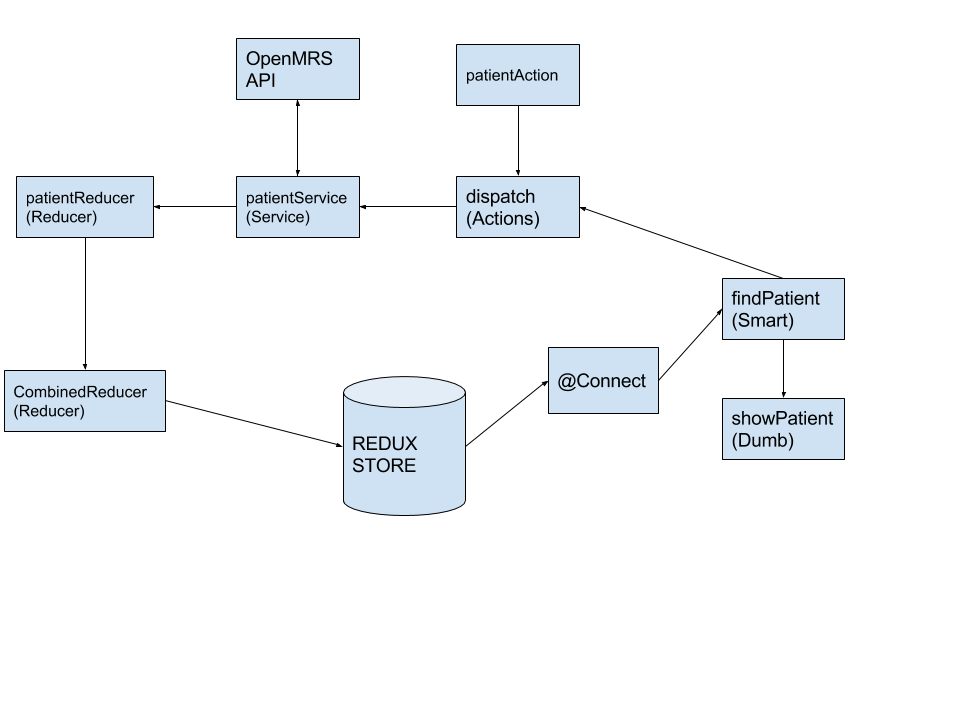 OpenMRS
API
patientAction
patientReducer
(Reducer)
patientService
(Service)
dispatch
(Actions)
findPatient
(Smart)
CombinedReducer
(Reducer)
REDUX
STORE
@Connect
showPatient
(Dumb)